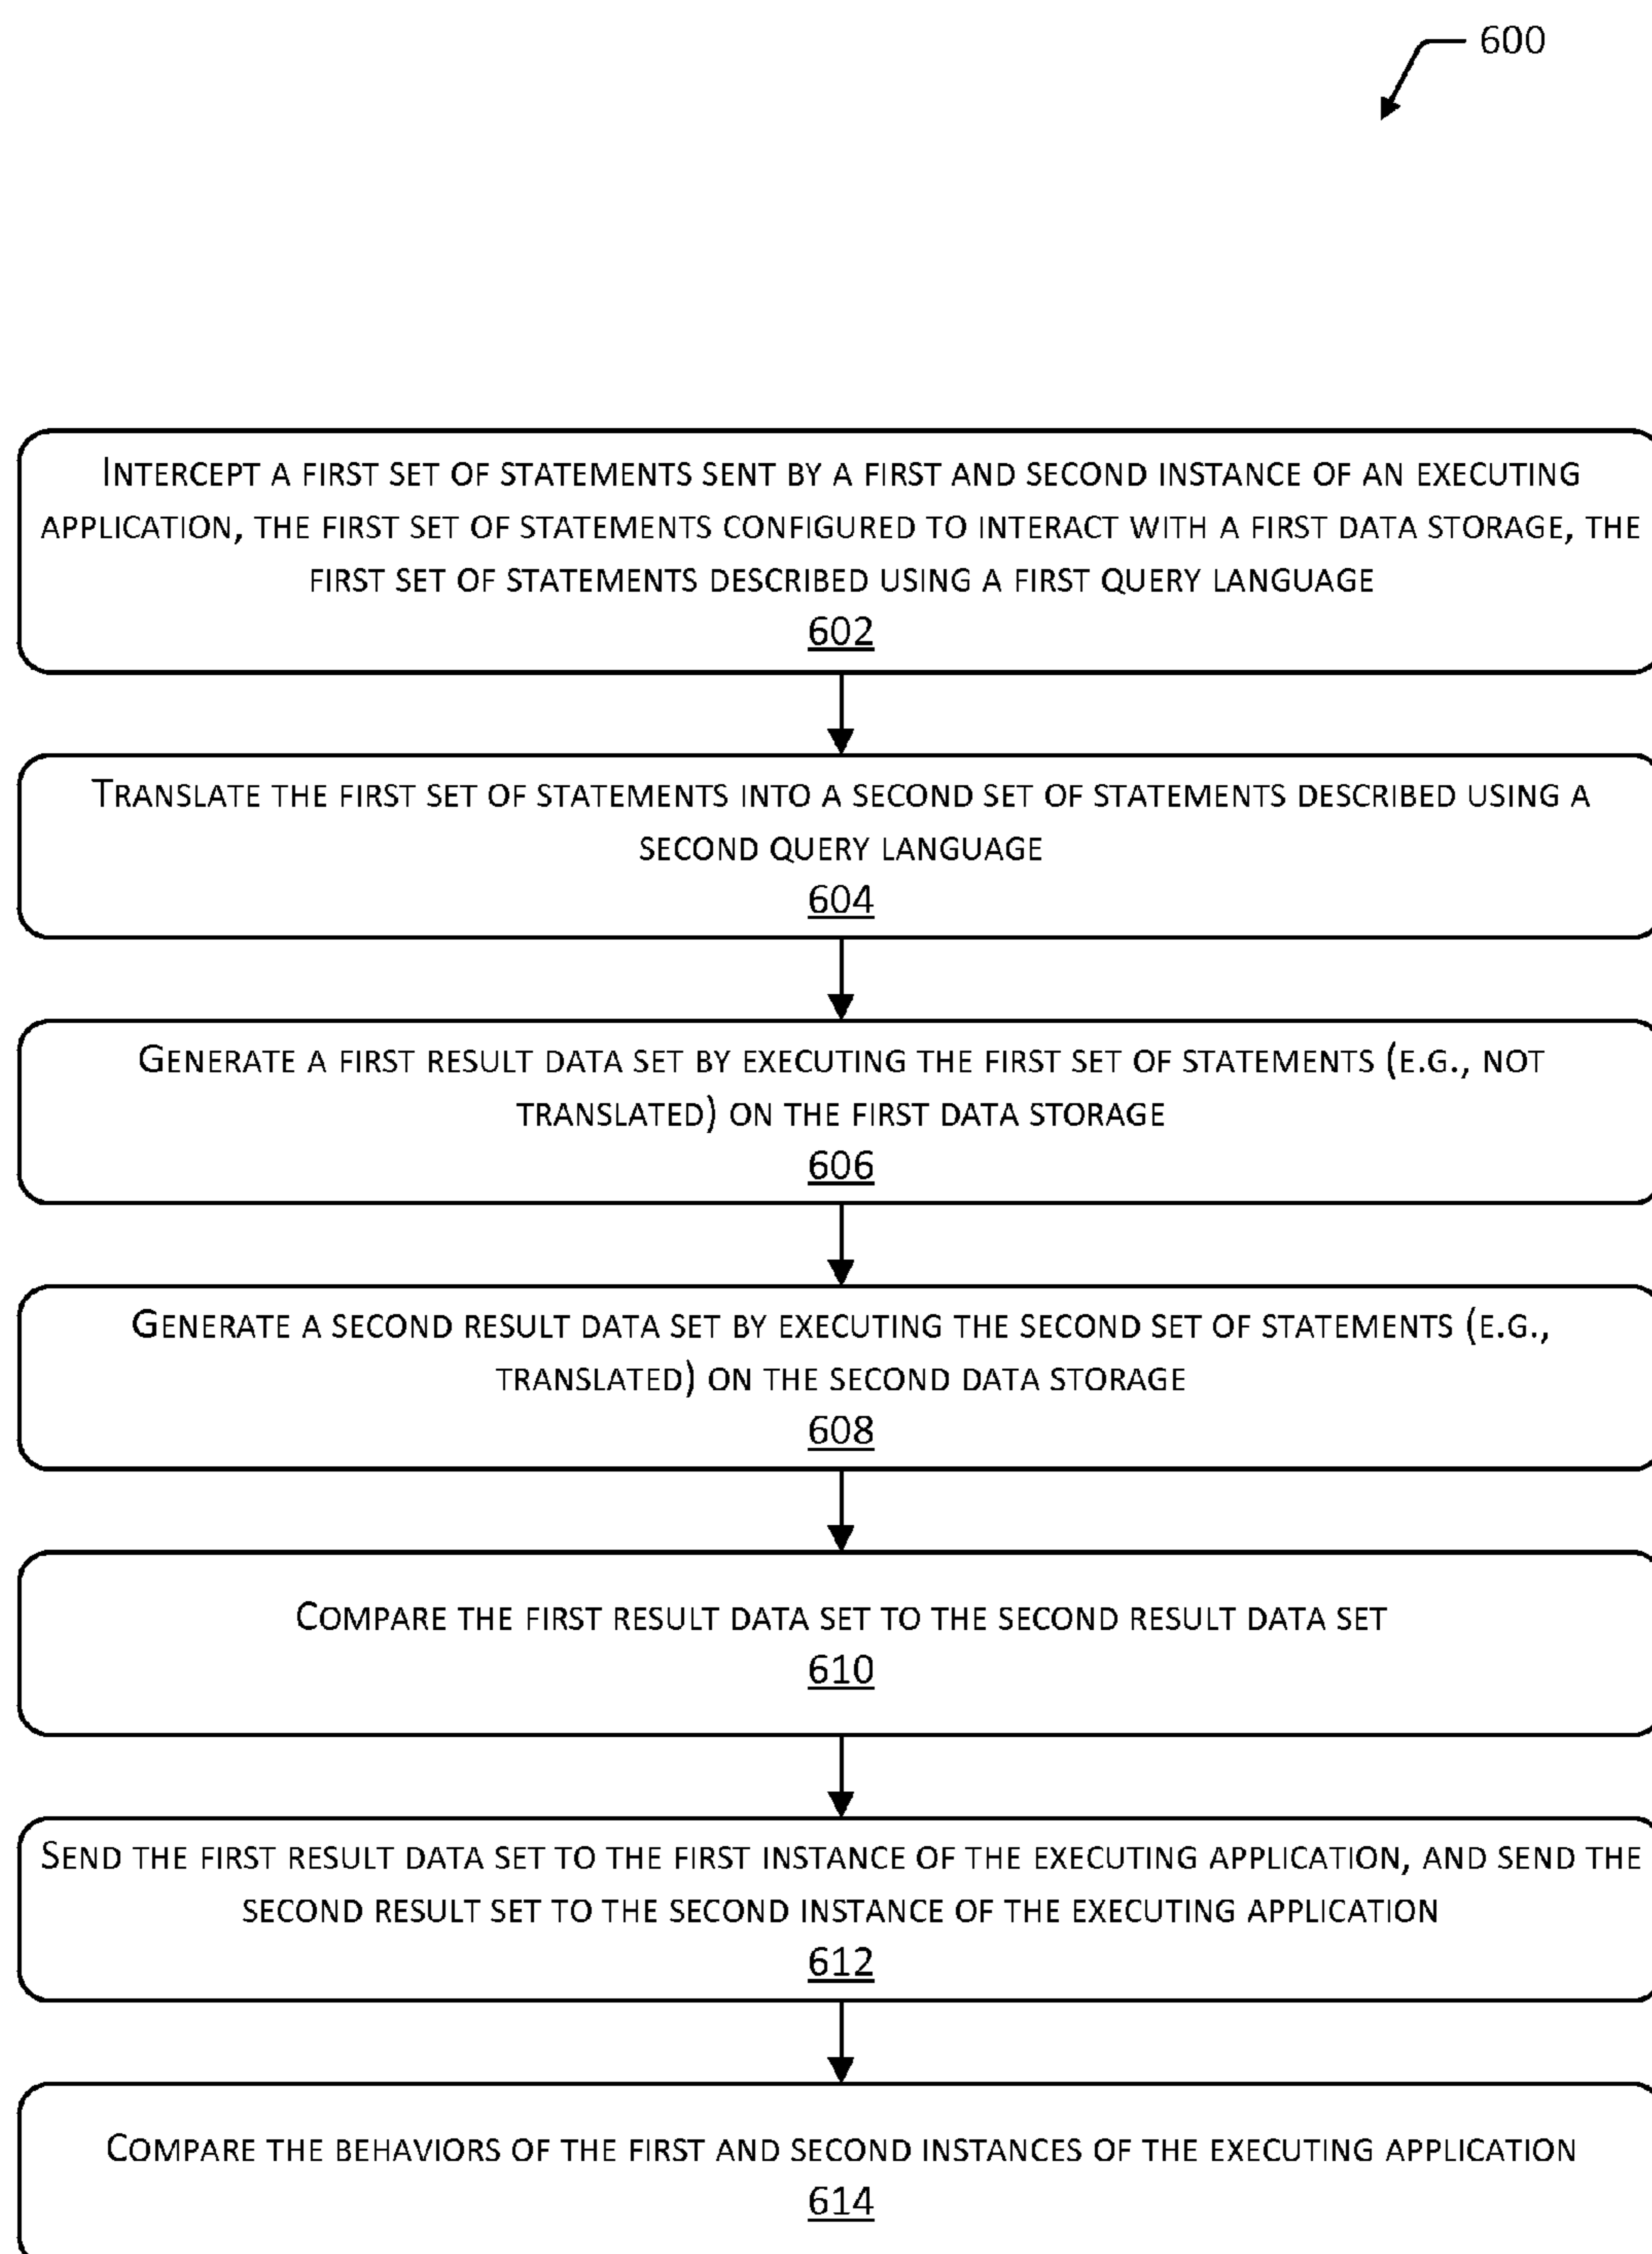 600
INTERCEPT A FIRST SET OF STATEMENTS SENT BY A FIRST AND SECOND INSTANCE OF AN EXECUTING
APPLICATION, THE FIRST SET OF STATEMENTS CONFIGURED TO INTERACT WITH A FIRST DATA STORAGE, THE
FIRST SET OF STATEMENTS DESCRIBED USING A FIRST QUERY LANGUAGE
602
TRANSLATE THE FIRST SET OF STATEMENTS INTO A SECOND SET OF STATEMENTS DESCRIBED USING A
SECOND QUERY LANGUAGE
604
GENERATE A FIRST RESULT DATA SET BY EXECUTING THE FIRST SET OF STATEMENTS (E.G., NOT
TRANSLATED) ON THE FIRST DATA STORAGE
606
GENERATE A SECOND RESULT DATA SET BY EXECUTING THE SECOND SET OF STATEMENTS (E.G.,
TRANSLATED) ON THE SECOND DATA STORAGE
608
COMPARE THE FIRST RESULT DATA SET TO THE SECOND RESULT DATA SET
610
SEND THE FIRST RESULT DATA SET TO THE FIRST INSTANCE OF THE EXECUTING APPLICATION, AND SEND THE
SECOND RESULT SET TO THE SECOND INSTANCE OF THE EXECUTING APPLICATION
612
COMPARE THE BEHAVIORS OF THE FIRST AND SECOND INSTANCES OF THE EXECUTING APPLICATION
614